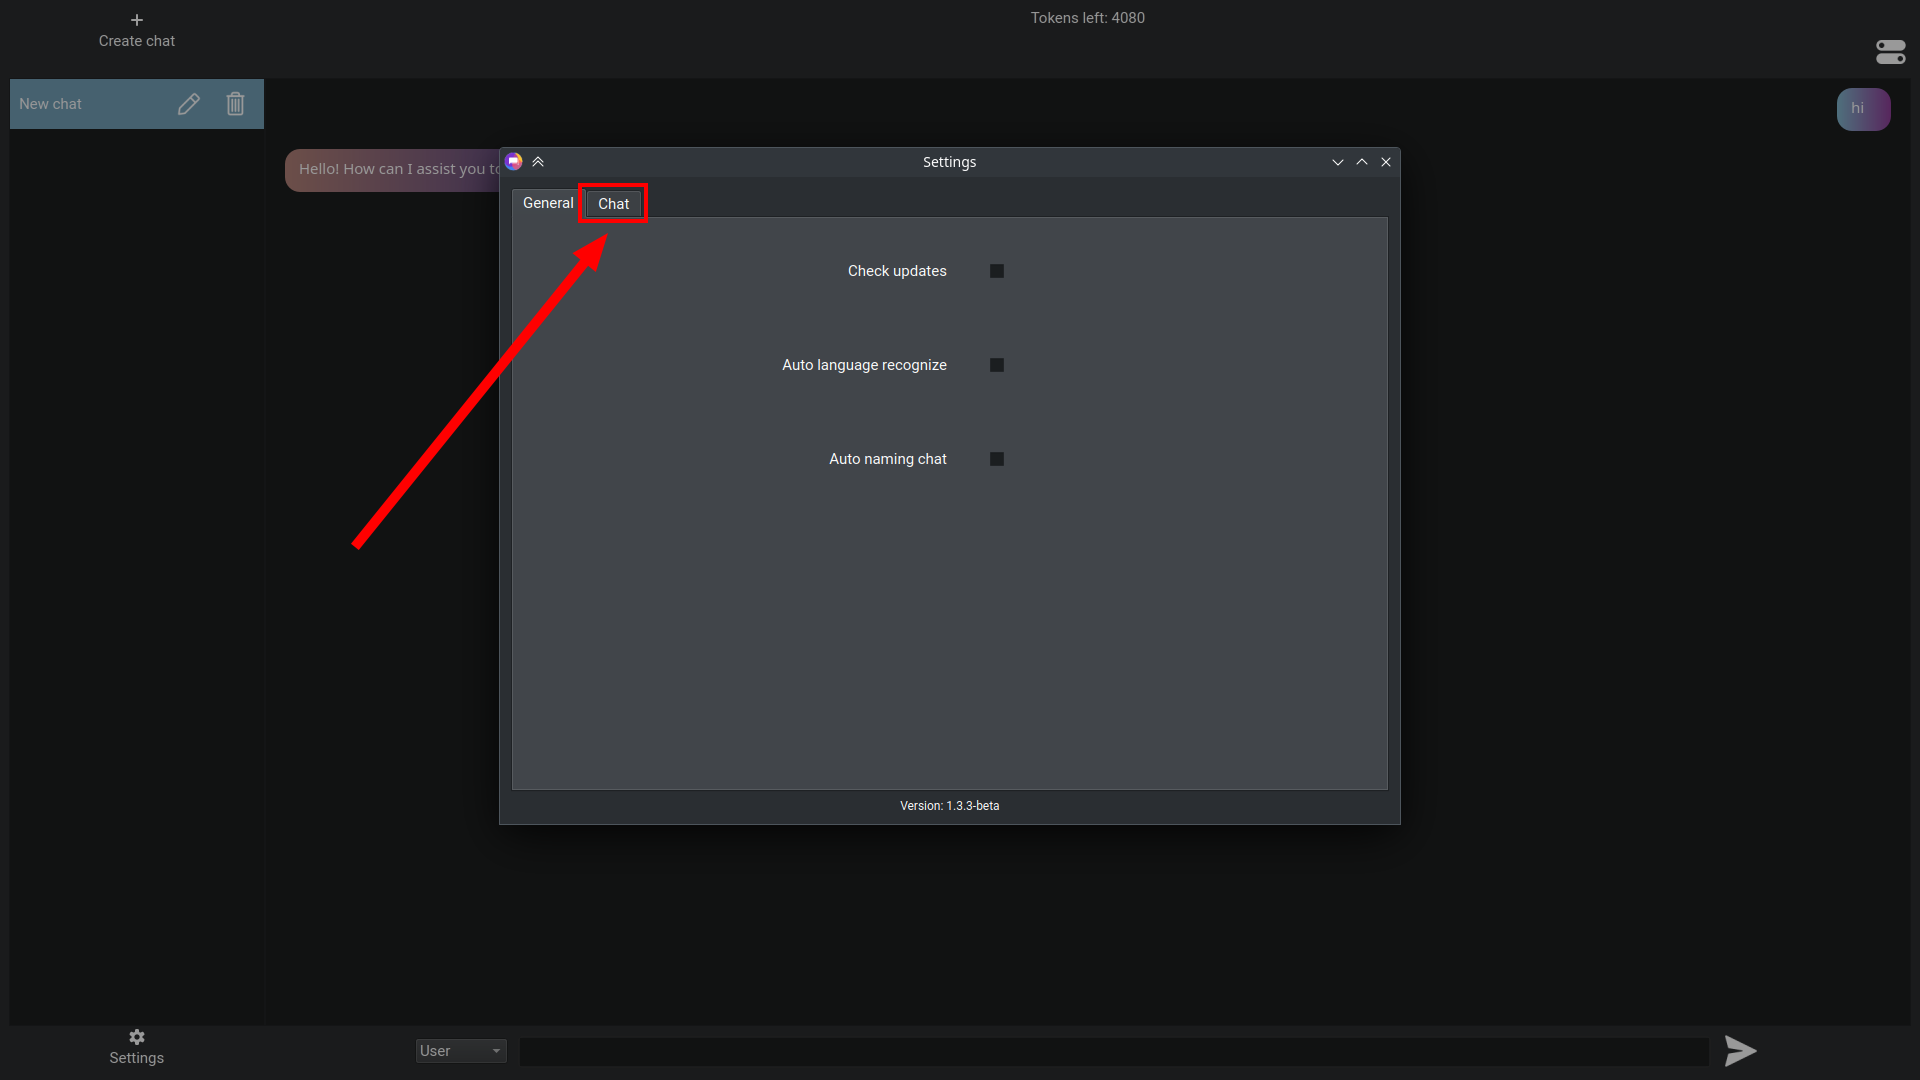 Create chat
Tokens left: 4080
New chat
hi
Hello! How can I assist you to
Settings
General
Chat
Check updates
Auto language recognize
Auto naming chat
Version: 1.3.3-beta
Settings
User